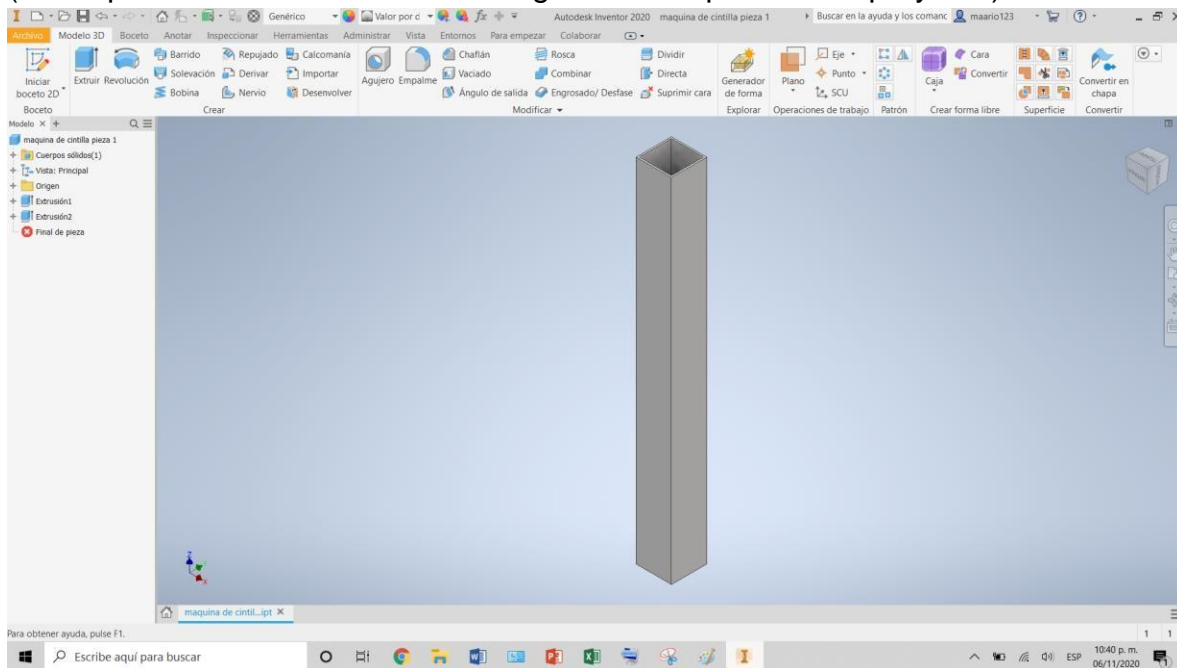 Genérico
Valor por d
Autodesk Inventor 2020 maquina de cintilla pieza 1
Buscar en la ayuda y los comanc
maario123
Archivo Modelo 3D Boceto Anotar Inspeccionar Herramientas Administrar Vista Entornos Para empezar Colaborar
Barrido Repujado Calcomanía Chaflán Rosca Dividir Eje Cara
Iniciar boceto 2D Extruir Revolución Solevación Derivar Importar Agujero Empalme Vaciado Combinar Directa Generador de forma Plano Punto Caja Convertir Convertir en chapa
Bobina Nervio Desenvolver Ángulo de salida Engrosado/ Desfase Suprimir cara SCU
Boceto Crear Modificar Explorar Operaciones de trabajo Patrón Crear forma libre Superficie Convertir
Modelo
maquina de cintilla pieza 1
Cuerpos sólidos(1)
Vista: Principal
Origen
Extrusión1
Extrusión2
Final de pieza
maquina de cintil...ipt
Para obtener ayuda, pulse F1.
1 1
Escribe aquí para buscar
ESP
10:40 p. m.
06/11/2020